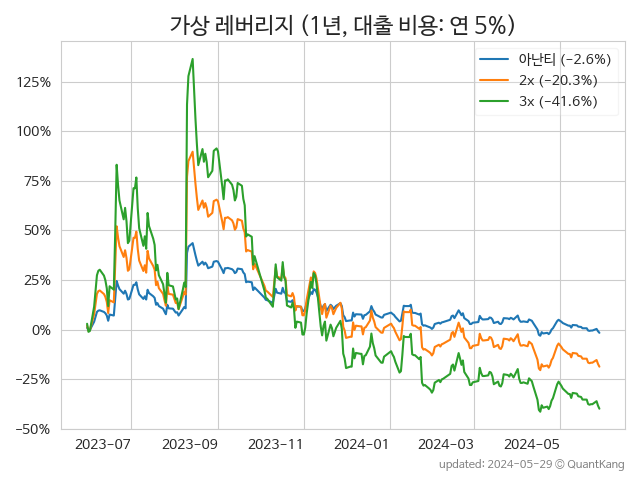 가상 레버리지 (1년, 대출 비용: 연 5%)
아난티 (−2.6%)
2x (−20.3%)
3x (−41.6%)
125%
100%
75%
50%
25%
0%
−25%
−50%
2023-07
2023-09
2023-11
2024-01
2024-03
2024-05
updated: 2024-05-29 © QuantKang